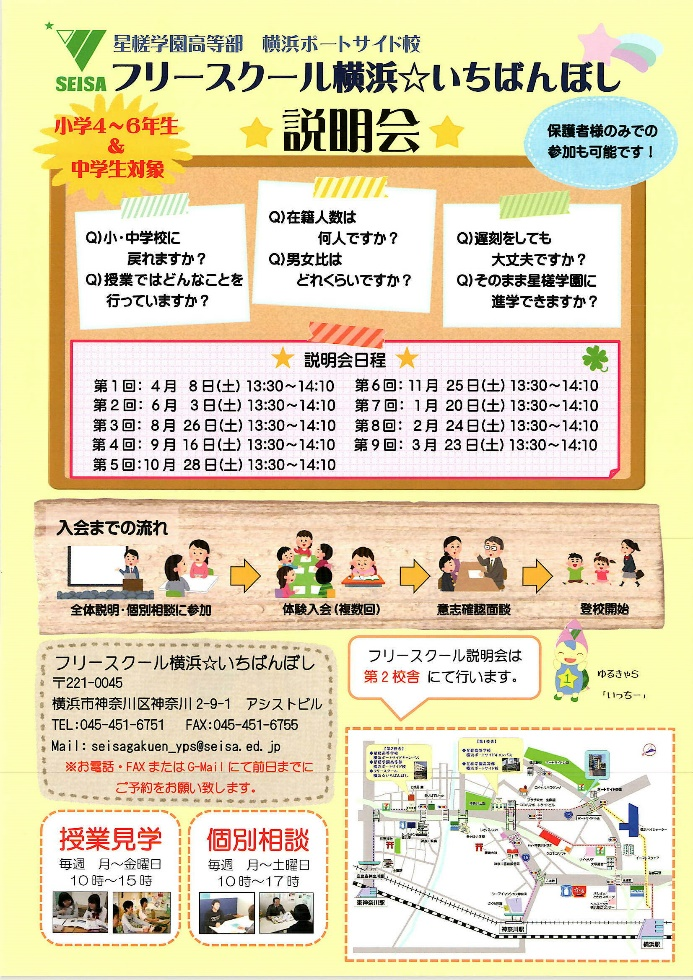 SEISA
星槎学園高等部 横浜ポートサイド校
フリースクール横浜☆いちばんぼし
説明会
小学4~6年生
&
中学生対象
保護者様のみでの
参加も可能です！
Q)小・中学校に
戻れますか？
Q)授業ではどんなことを
行っていますか？
Q)在籍人数は
何人ですか？
Q)男女比は
どれくらいですか？
Q)遅刻をしても
大丈夫ですか？
Q)そのまま星槎学園に
進学できますか？
説明会日程
第1回： 4月 8日(土) 13:30~14:10
第2回： 6月 3日(土) 13:30~14:10
第3回： 8月 26日(土) 13:30~14:10
第4回： 9月 16日(土) 13:30~14:10
第5回：10月 28日(土) 13:30~14:10
第6回：11月 25日(土) 13:30~14:10
第7回： 1月 20日(土) 13:30~14:10
第8回： 2月 24日(土) 13:30~14:10
第9回： 3月 23日(土) 13:30~14:10
入会までの流れ
全体説明・個別相談に参加
体験入会(複数回)
意志確認面談
登校開始
フリースクール横浜☆いちばんぼし
〒221-0045
横浜市神奈川区神奈川2-9-1 アシストビル
TEL:045-451-6751 FAX:045-451-6755
Mail：seisagakuen_yps@seisa.ed.jp
※お電話・FAXまたはG-Mailにて前日までに
ご予約をお願い致します。
フリースクール説明会は
第2校舎 にて行います。
1
ゆるきゃら
「いっちー」
授業見学
毎週 月~金曜日
10時~15時
個別相談
毎週 月~土曜日
10時~17時
東神奈川駅
神奈川駅
横浜駅